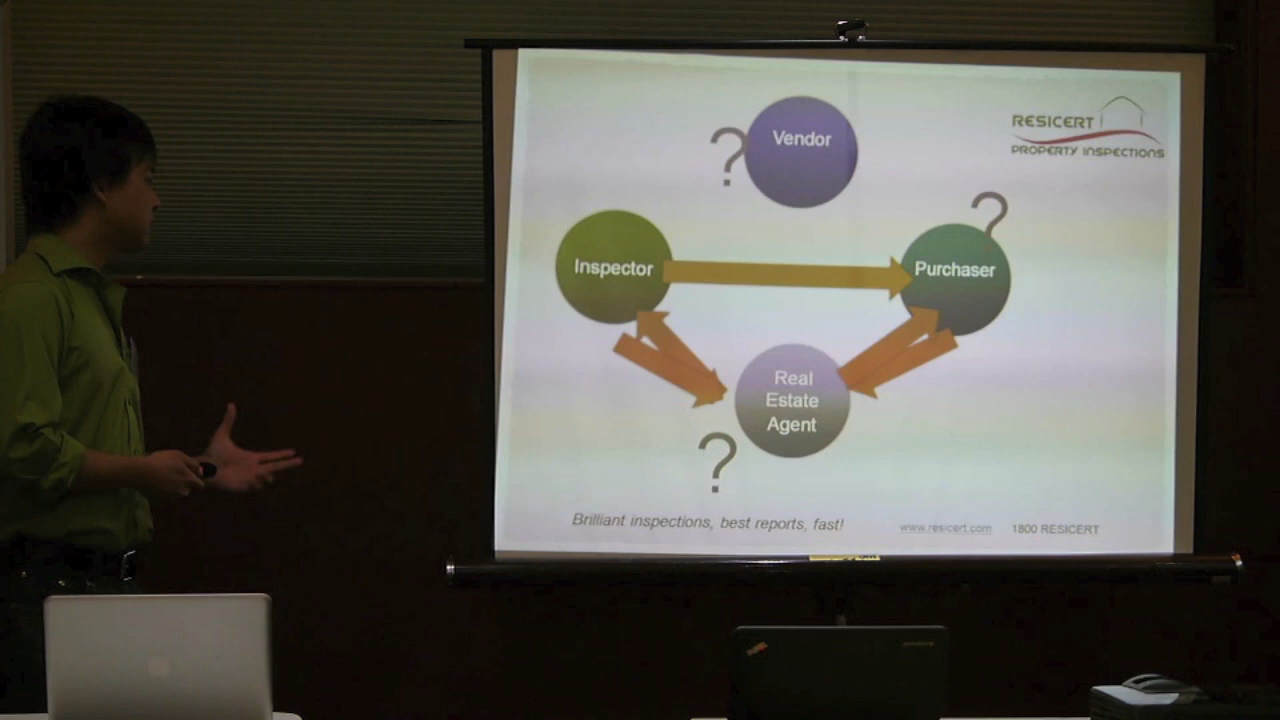 Vendor
?
RESICERT
PROPERTY INSPECTIONS
?
Inspector
Purchaser
Real
Estate
Agent
?
Brilliant inspections, best reports, fast!
www.resicert.com
1800 RESICERT